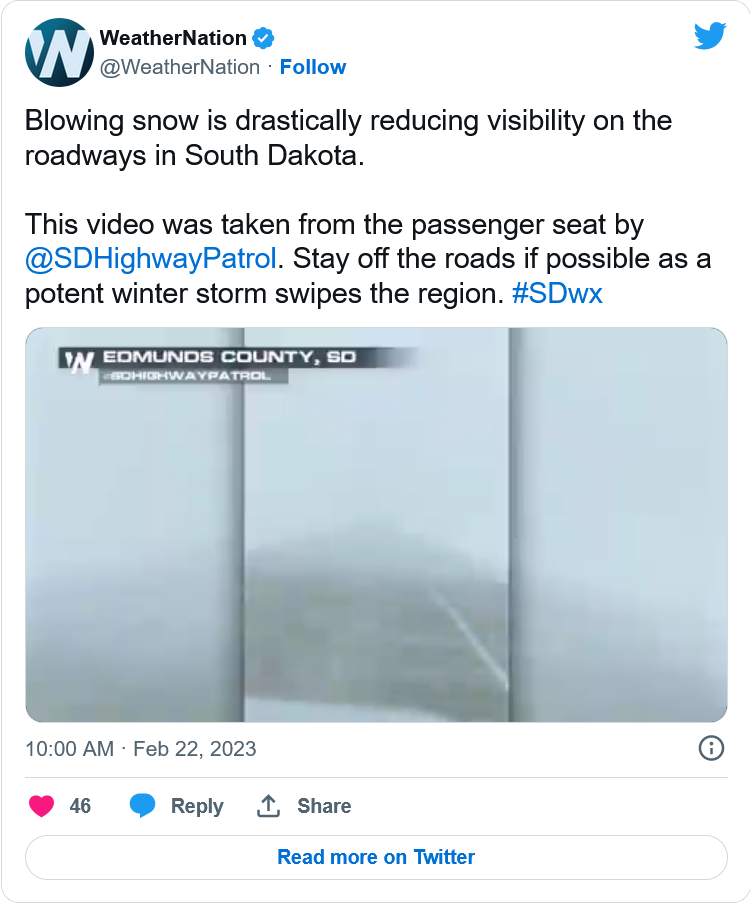 WeatherNation
@WeatherNation · Follow
Blowing snow is drastically reducing visibility on the
roadways in South Dakota.
This video was taken from the passenger seat by
@SDHighwayPatrol. Stay off the roads if possible as a
potent winter storm swipes the region. #SDwx
W EDMUNDS COUNTY, SD
@SDHIGHWAYPATROL
10:00 AM · Feb 22, 2023
46 Reply Share
Read more on Twitter